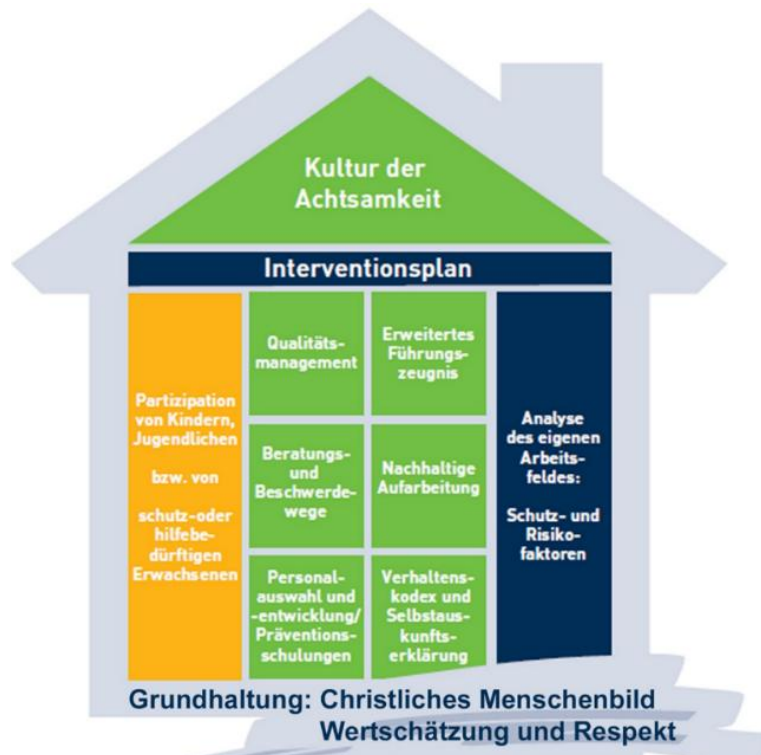 Kultur der
Achtsamkeit
Interventionsplan
Partizipation
von Kindern,
Jugendlichen
bzw. von
schutz-oder
hilfebe-
dürftigen
Erwachsenen
Qualitäts-
management
Erweitertes
Führungs-
zeugnis
Beratungs-
und
Beschwerde-
wege
Nachhaltige
Aufarbeitung
Personal-
auswahl und
-entwicklung/
Präventions-
schulungen
Verhaltens-
kodex und
Selbstaus-
kunfts-
erklärung
Analyse
des eigenen
Arbeits-
feldes:
Schutz- und
Risiko-
faktoren
Grundhaltung: Christliches Menschenbild
Wertschätzung und Respekt